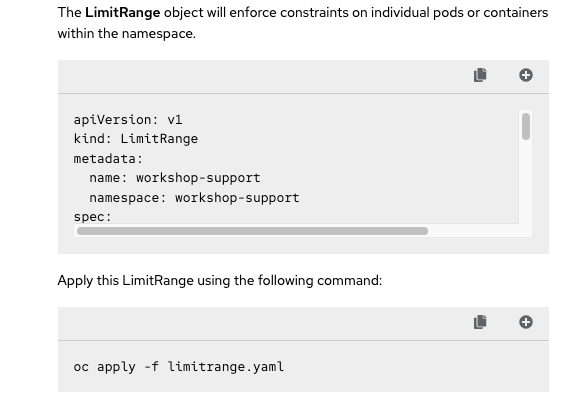 The LimitRange object will enforce constraints on individual pods or containers
within the namespace.
apiVersion: v1
kind: LimitRange
metadata:
  name: workshop-support
  namespace: workshop-support
spec:
Apply this LimitRange using the following command:
oc apply -f limitrange.yaml